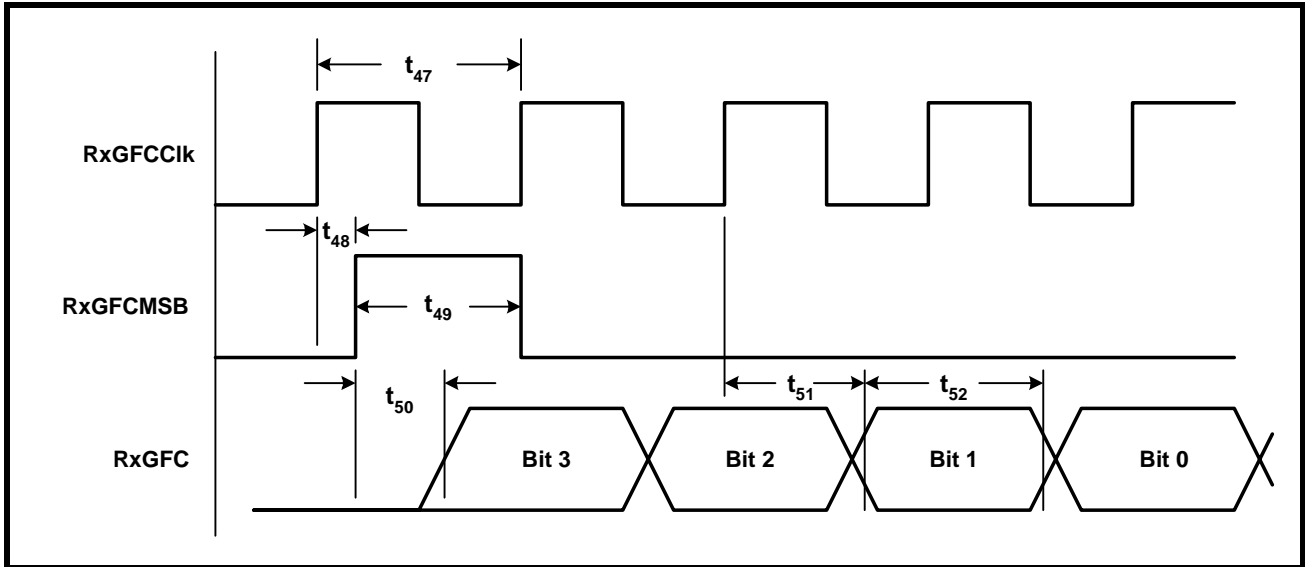 t47
RxGFCClk
t48
RxGFCMSB
t49
t50
t51
t52
RxGFC
Bit 3
Bit 2
Bit 1
Bit 0